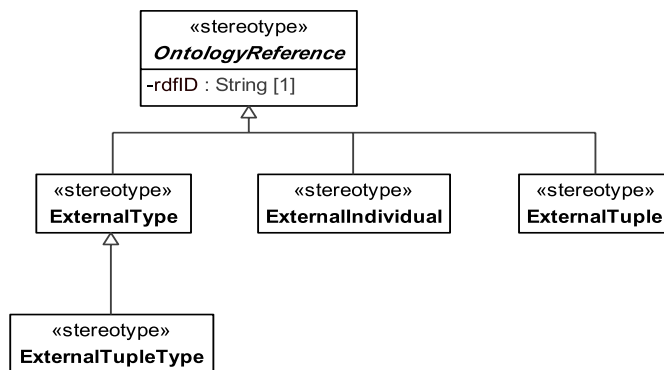 «stereotype»
OntologyReference
-rdfID : String [1]
«stereotype»
ExternalType
«stereotype»
ExternalIndividual
«stereotype»
ExternalTuple
«stereotype»
ExternalTupleType